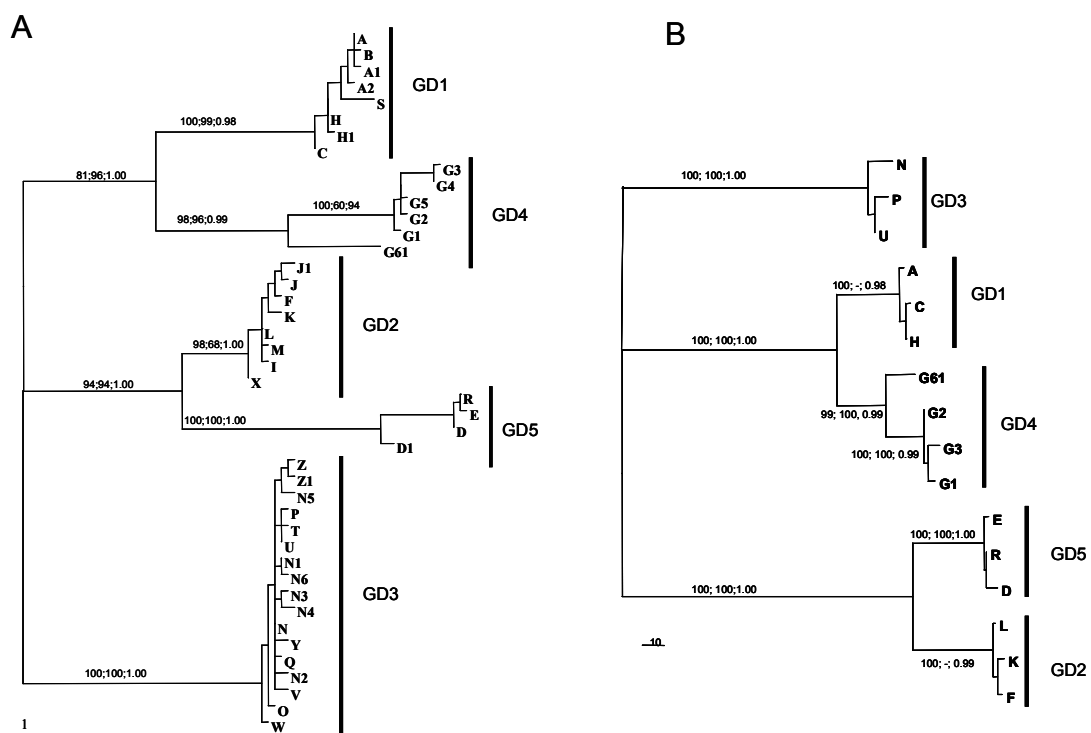 A
A
B
A1
A2
S
H
H1
C
GD1
100;99;0.98
81;96;1.00
98;96;0.99
100;60;94
G3
G4
G5
G2
G1
G61
GD4
J1
J
F
K
L
M
I
X
GD2
98;68;1.00
94;94;1.00
100;100;1.00
R
E
D
D1
GD5
Z
Z1
N5
P
T
U
N1
N6
N3
N4
N
Y
Q
N2
V
O
W
GD3
100;100;1.00
1
B
100; 100;1.00
N
P
U
GD3
100; -; 0.98
A
C
H
GD1
100; 100;1.00
G61
99; 100, 0.99
G2
100; 100; 0.99
G3
G1
GD4
E
100; 100;1.00
R
D
GD5
100; 100;1.00
10
L
100; -; 0.99
K
F
GD2